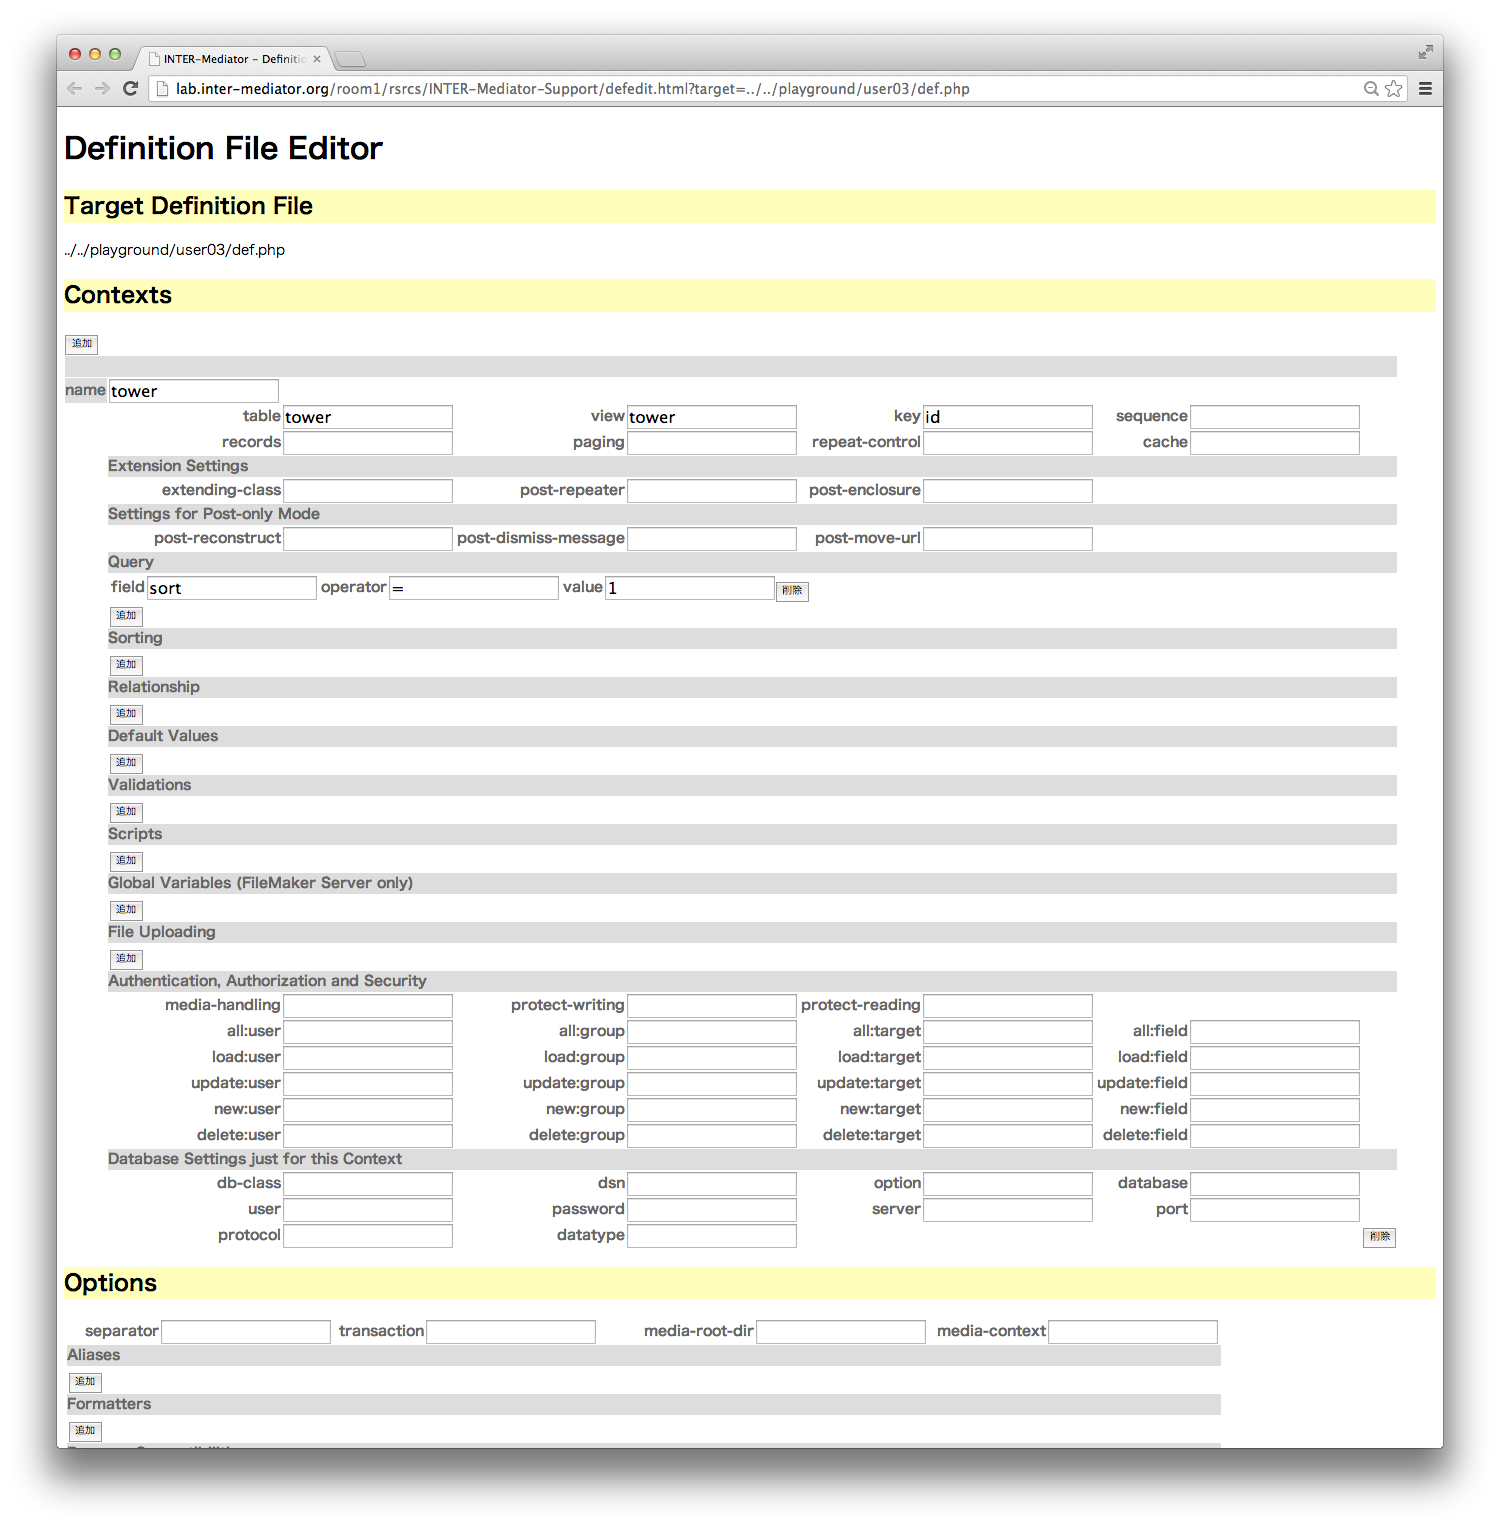 INTER-Mediator - Definitio
lab.inter-mediator.org/room1/rsrcs/INTER-Mediator-Support/defedit.html?target=../../playground/user03/def.php
Definition File Editor
Target Definition File
../../playground/user03/def.php
Contexts
追加
name tower
table tower view tower key id sequence
records paging repeat-control cache
Extension Settings
extending-class post-repeater post-enclosure
Settings for Post-only Mode
post-reconstruct post-dismiss-message post-move-url
Query
field sort operator = value 1 削除
追加
Sorting
追加
Relationship
追加
Default Values
追加
Validations
追加
Scripts
追加
Global Variables (FileMaker Server only)
追加
File Uploading
追加
Authentication, Authorization and Security
media-handling protect-writing protect-reading
all:user all:group all:target all:field
load:user load:group load:target load:field
update:user update:group update:target update:field
new:user new:group new:target new:field
delete:user delete:group delete:target delete:field
Database Settings just for this Context
db-class dsn option database
user password server port
protocol datatype 削除
Options
separator transaction media-root-dir media-context
Aliases
追加
Formatters
追加